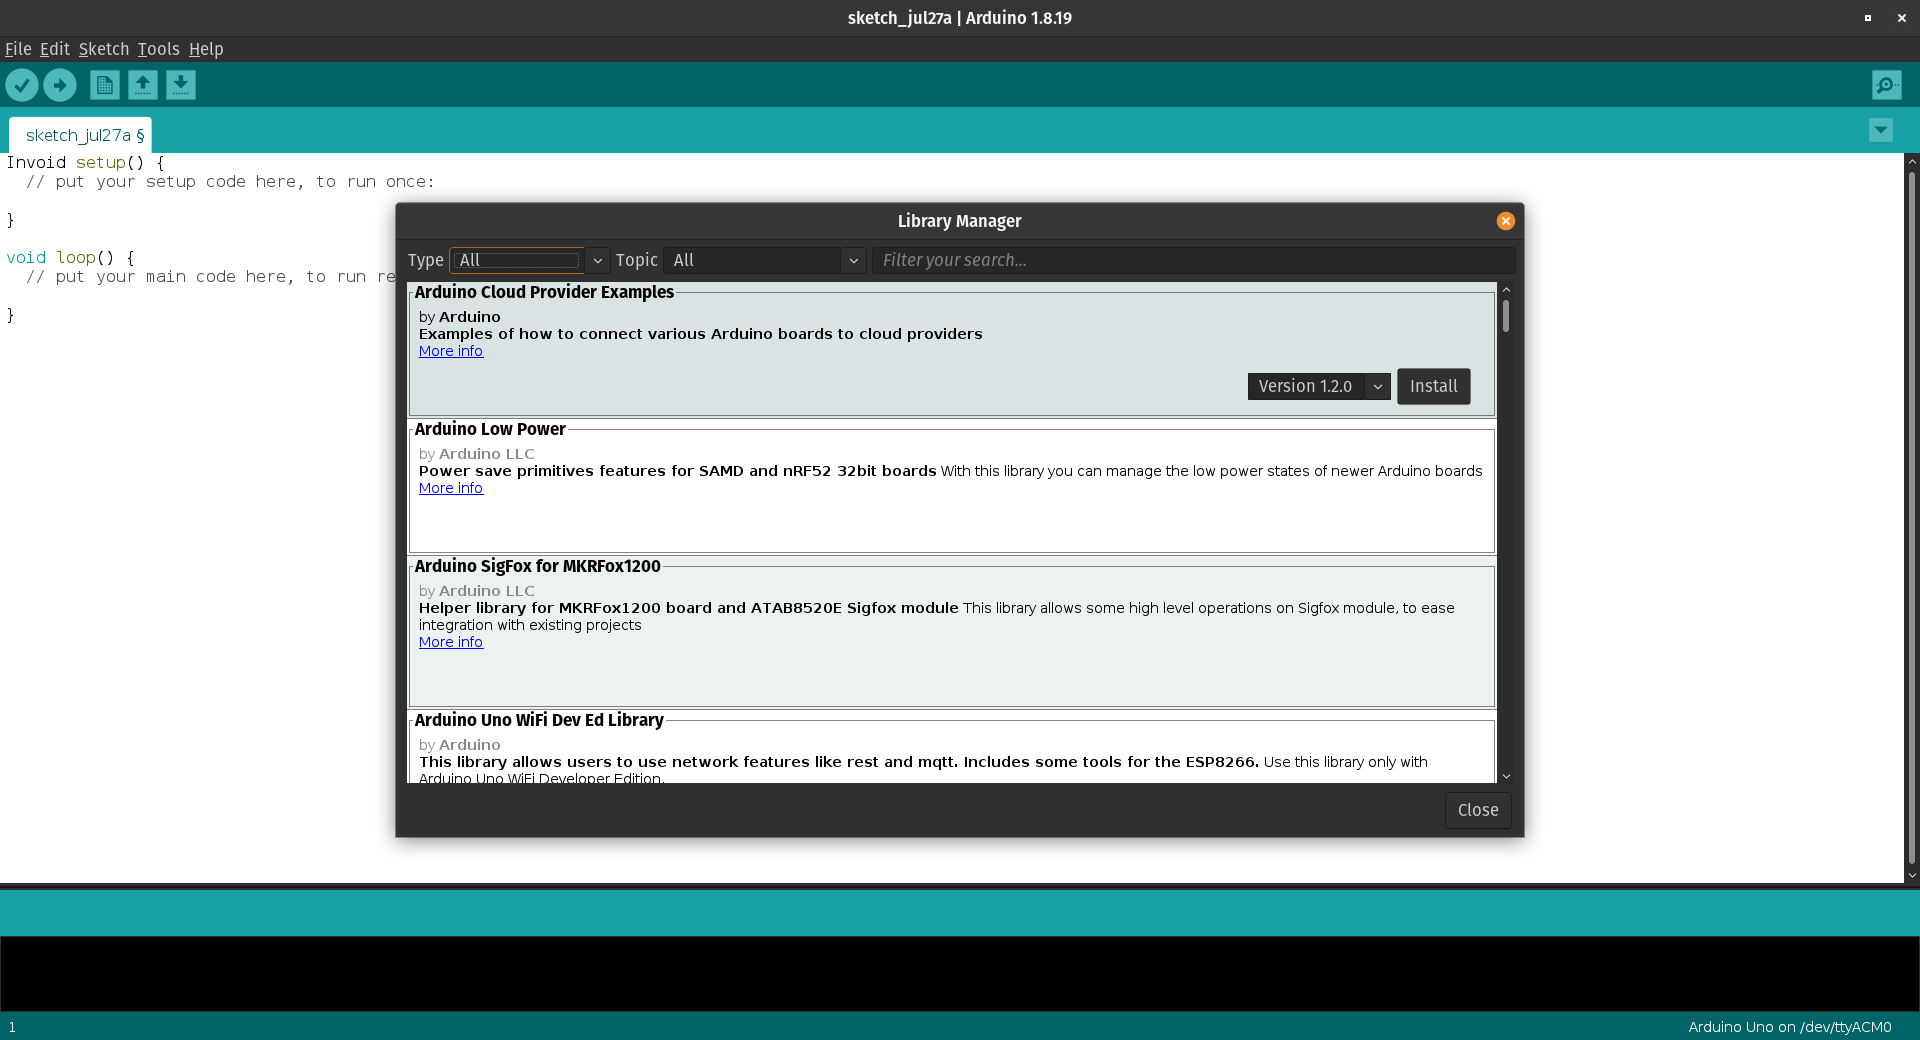 sketch_jul27a | Arduino 1.8.19
File Edit Sketch Tools Help
sketch_jul27a §
Invoid setup() {
// put your setup code here, to run once:
}
void loop() {
// put your main code here, to run re
}
Library Manager
Type All Topic All Filter your search...
Arduino Cloud Provider Examples
by Arduino
Examples of how to connect various Arduino boards to cloud providers
More info
Version 1.2.0 Install
Arduino Low Power
by Arduino LLC
Power save primitives features for SAMD and nRF52 32bit boards With this library you can manage the low power states of newer Arduino boards
More info
Arduino SigFox for MKRFox1200
by Arduino LLC
Helper library for MKRFox1200 board and ATAB8520E Sigfox module This library allows some high level operations on Sigfox module, to ease
integration with existing projects
More info
Arduino Uno WiFi Dev Ed Library
by Arduino
This library allows users to use network features like rest and mqtt. Includes some tools for the ESP8266. Use this library only with
Arduino Uno WiFi Developer Edition.
Close
1
Arduino Uno on /dev/ttyACM0